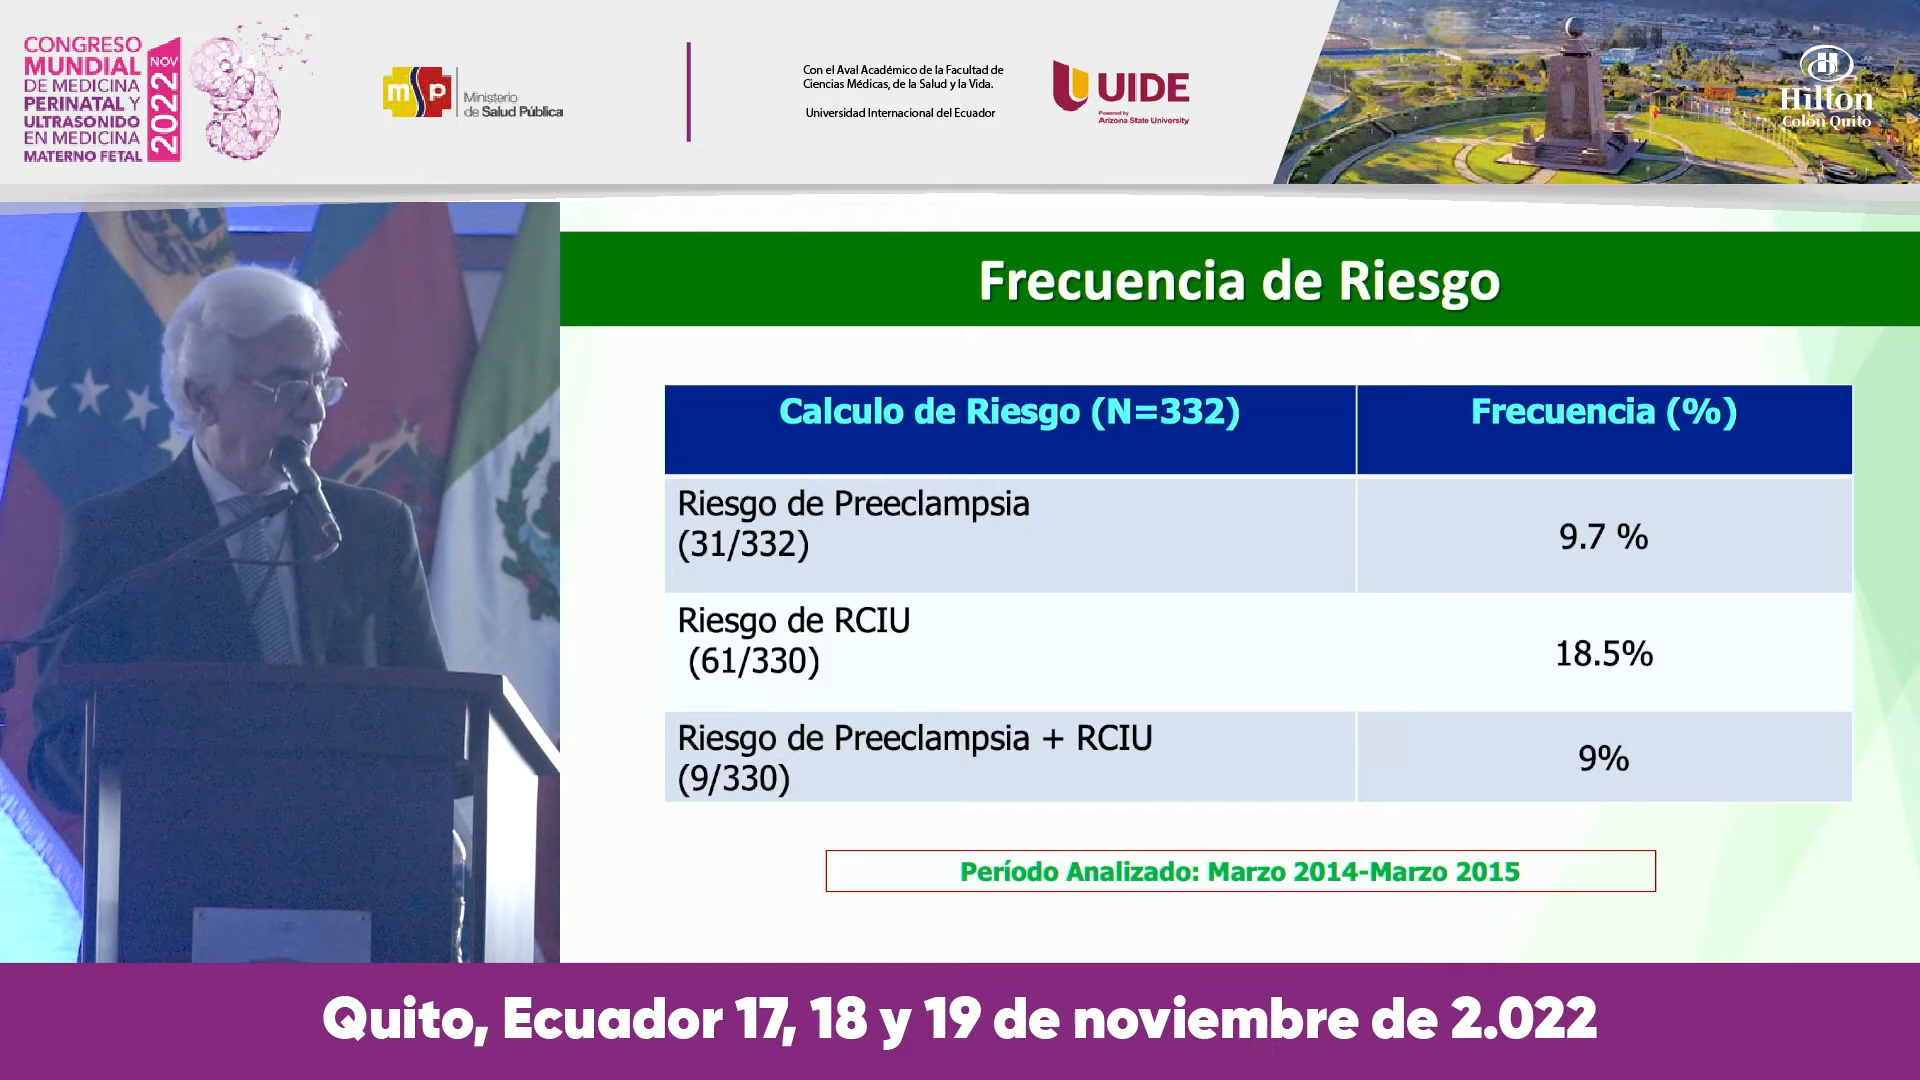 CONGRESO
MUNDIAL
DE MEDICINA
PERINATAL Y
ULTRASONIDO
EN MEDICINA
MATERNO FETAL
NOV
2022
msp
Ministerio
de Salud Pública
Con el Aval Académico de la Facultad de
Ciencias Médicas, de la Salud y la Vida.
Universidad Internacional del Ecuador
UIDE
Powered by
Arizona State University
H
Hilton
Colón Quito
Frecuencia de Riesgo
Calculo de Riesgo (N=332)
Frecuencia (%)
Riesgo de Preeclampsia
(31/332)
9.7 %
Riesgo de RCIU
(61/330)
18.5%
Riesgo de Preeclampsia + RCIU
(9/330)
9%
Período Analizado: Marzo 2014-Marzo 2015
Quito, Ecuador 17, 18 y 19 de noviembre de 2.022